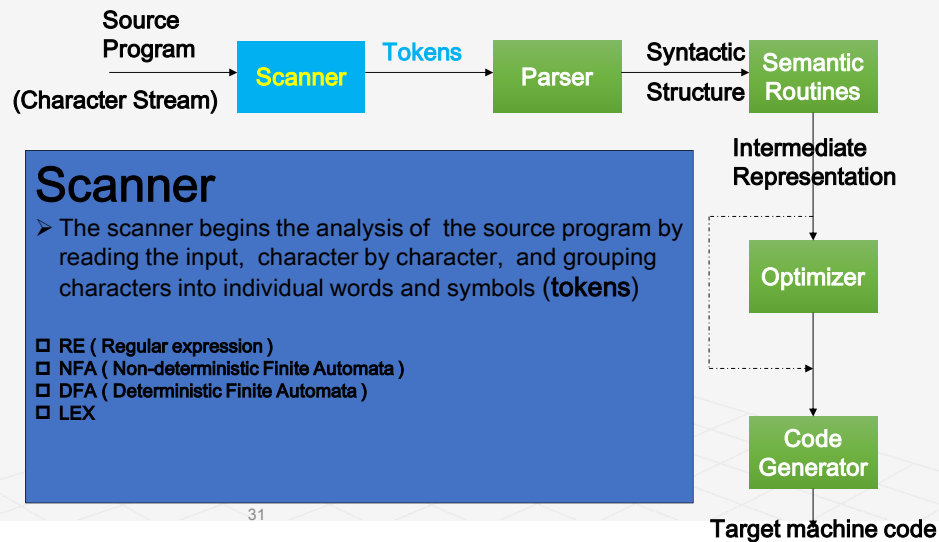 Source
Program
(Character Stream)
Scanner
Tokens
Parser
Syntactic
Structure
Semantic
Routines
Intermediate
Representation
Scanner
➢ The scanner begins the analysis of the source program by
reading the input, character by character, and grouping
characters into individual words and symbols (tokens)
❑ RE ( Regular expression )
❑ NFA ( Non-deterministic Finite Automata )
❑ DFA ( Deterministic Finite Automata )
❑ LEX
Optimizer
Code
Generator
31
Target machine code